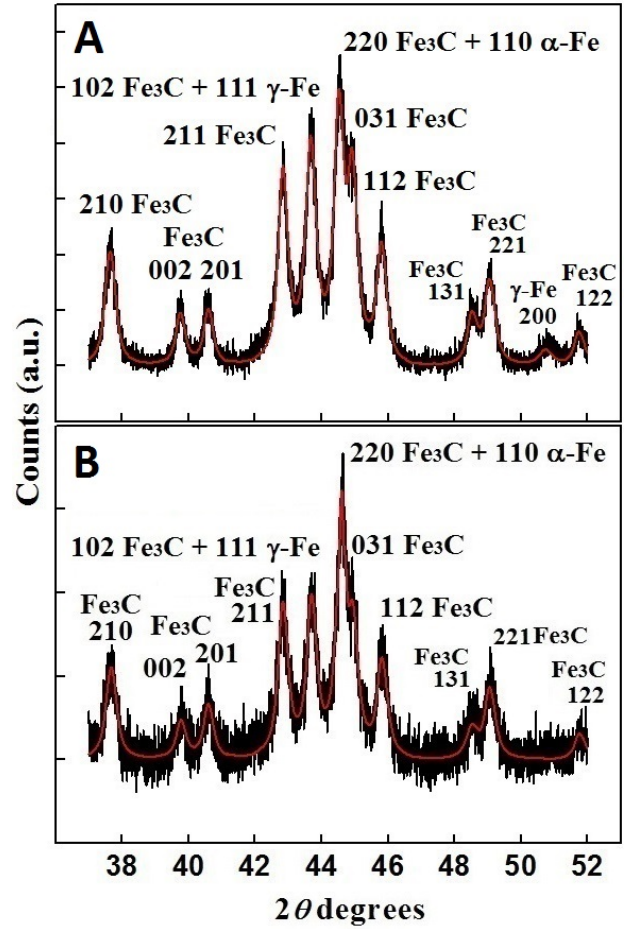 A
220 Fe₃C + 110 α-Fe
102 Fe₃C + 111 γ-Fe
031 Fe₃C
211 Fe₃C
112 Fe₃C
210 Fe₃C
Fe₃C
002 201
Fe₃C
221
Fe₃C
131
γ-Fe
200
Fe₃C
122
B
220 Fe₃C + 110 α-Fe
102 Fe₃C + 111 γ-Fe
031 Fe₃C
Fe₃C
211
Fe₃C
210
Fe₃C
002 201
112 Fe₃C
Fe₃C
131
221 Fe₃C
Fe₃C
122
Counts (a.u.)
38 40 42 44 46 48 50 52
2θ degrees